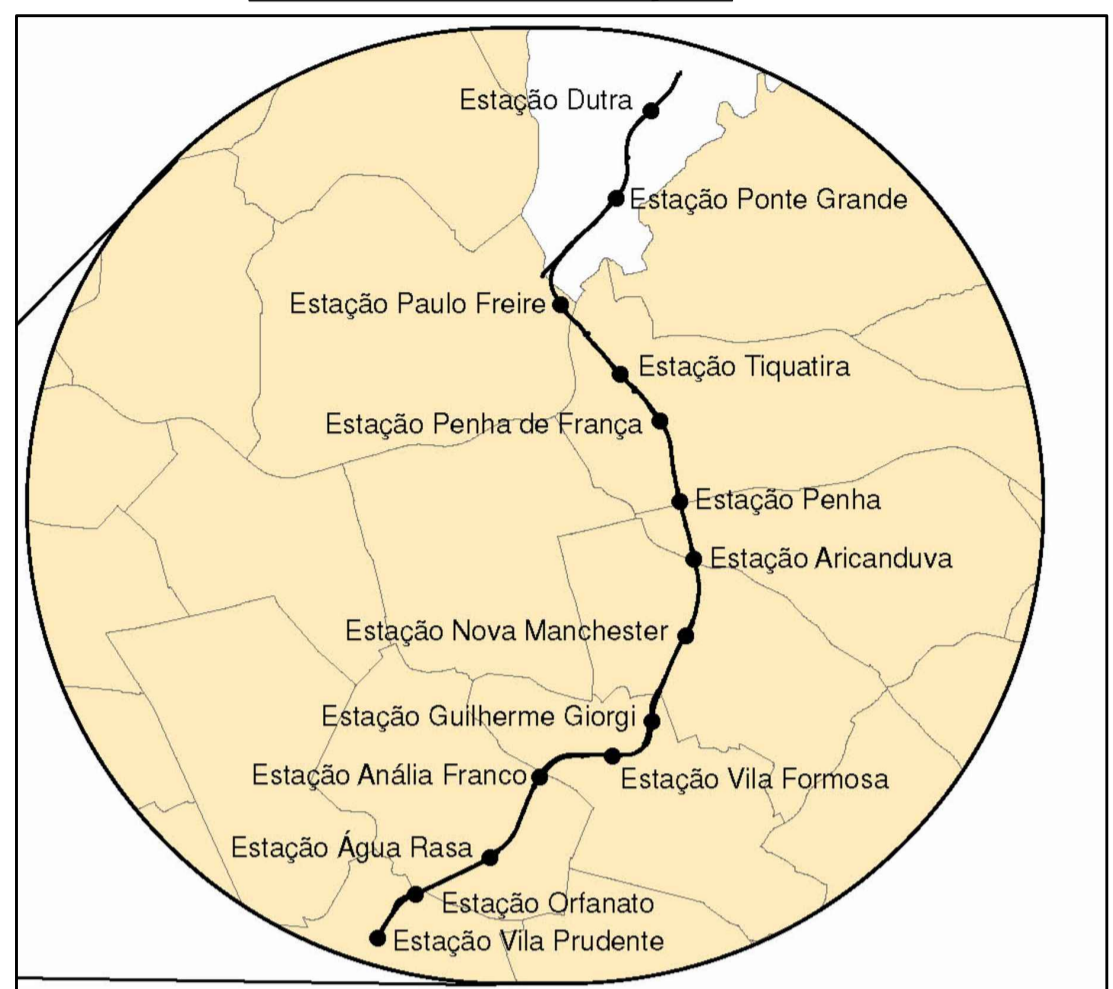 Estação Dutra
Estação Ponte Grande
Estação Paulo Freire
Estação Tiquatira
Estação Penha de França
Estação Penha
Estação Aricanduva
Estação Nova Manchester
Estação Guilherme Giorgi
Estação Anália Franco
Estação Vila Formosa
Estação Água Rasa
Estação Orfanato
Estação Vila Prudente